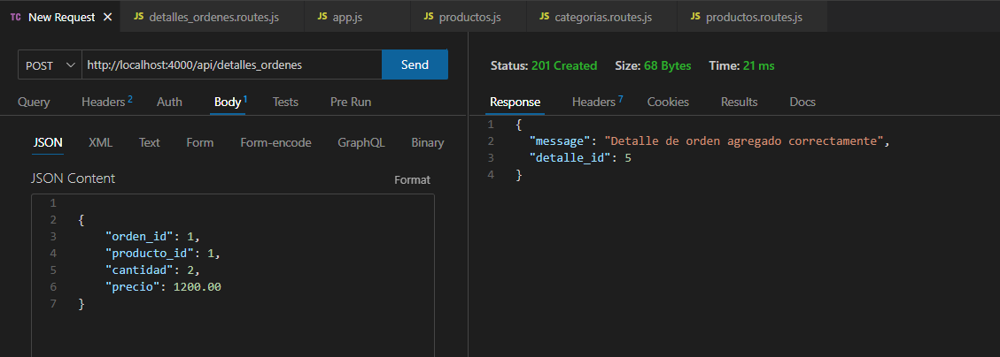 TC New Request × JS detalles_ordenes.routes.js JS app.js JS productos.js JS categorias.routes.js JS productos.routes.js
POST http://localhost:4000/api/detalles_ordenes Send
Query Headers 2 Auth Body 1 Tests Pre Run
JSON XML Text Form Form-encode GraphQL Binary
JSON Content Format
1
2 {
3 "orden_id": 1,
4 "producto_id": 1,
5 "cantidad": 2,
6 "precio": 1200.00
7 }
Status: 201 Created Size: 68 Bytes Time: 21 ms
Response Headers 7 Cookies Results Docs
1 {
2 "message": "Detalle de orden agregado correctamente",
3 "detalle_id": 5
4 }